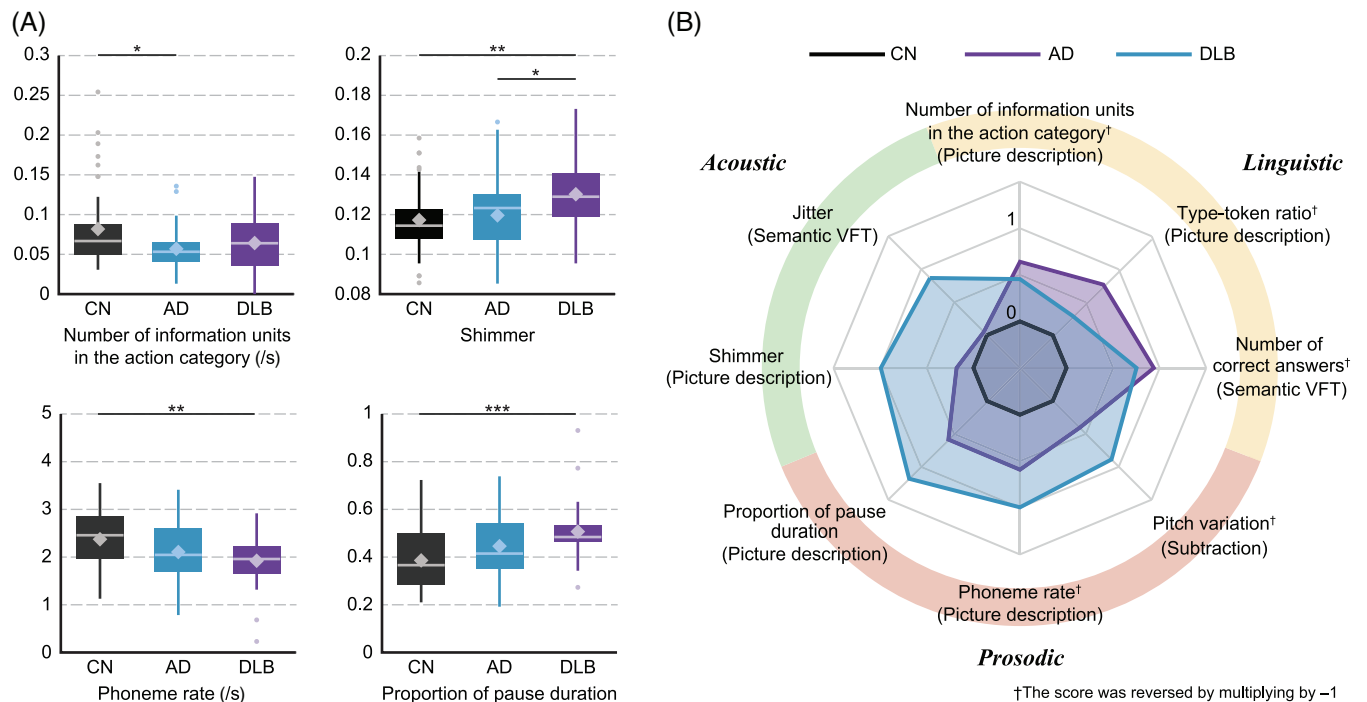 (A)
*
0.3
0.25
0.2
0.15
0.1
0.05
0
CN AD DLB
Number of information units
in the action category (/s)
**
*
0.2
0.18
0.16
0.14
0.12
0.1
0.08
CN AD DLB
Shimmer
**
5
4
3
2
1
0
CN AD DLB
Phoneme rate (/s)
***
1
0.8
0.6
0.4
0.2
0
CN AD DLB
Proportion of pause duration
(B)
CN AD DLB
Number of information units
in the action category†
(Picture description)
Acoustic
Linguistic
Jitter
(Semantic VFT)
Type-token ratio†
(Picture description)
1
0
Shimmer
(Picture description)
Number of
correct answers†
(Semantic VFT)
Proportion of pause
duration
(Picture description)
Pitch variation†
(Subtraction)
Phoneme rate†
(Picture description)
Prosodic
†The score was reversed by multiplying by –1